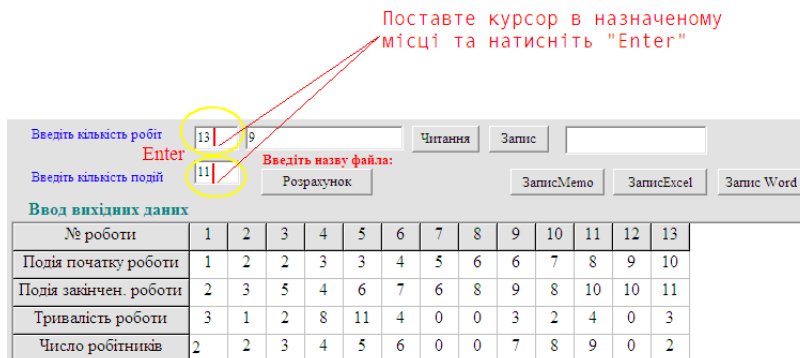 Поставте курсор в назначеному
місці та натисніть "Enter"
Введіть кількість робіт 13 9 Читання Запис
Enter
Введіть назву файла:
Введіть кількість подій 11 Розрахунок ЗаписMemo ЗаписExcel Запис Word
Ввод вихідних даних
№ роботи 1 2 3 4 5 6 7 8 9 10 11 12 13
Подія початку роботи 1 2 2 3 3 4 5 6 6 7 8 9 10
Подія закінчен. роботи 2 3 5 4 6 7 6 8 9 8 10 10 11
Тривалість роботи 3 1 2 8 11 4 0 0 3 2 4 0 3
Число робітників 2 2 3 4 5 6 0 0 7 8 9 0 2